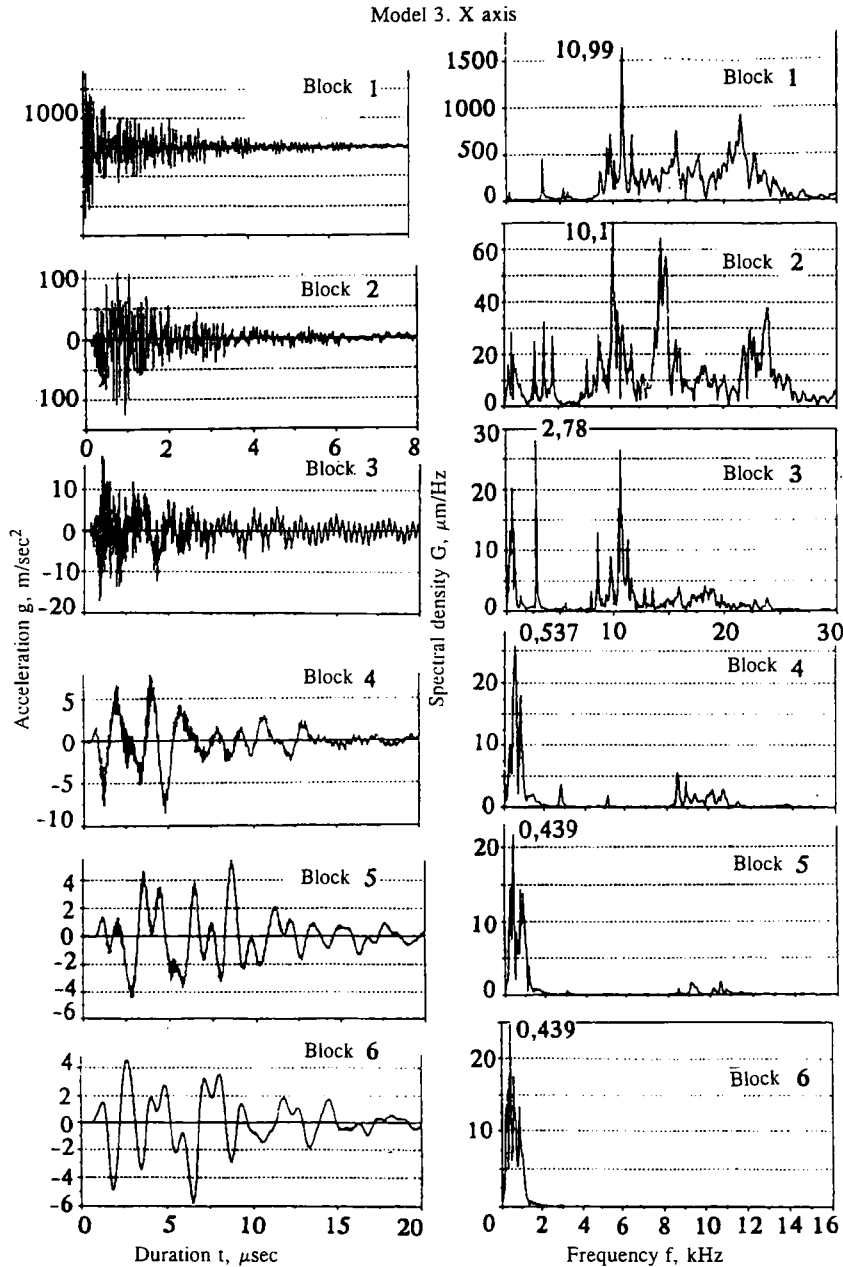 Model 3. X axis
Block 1
1000
10,99
Block 1
1500
1000
500
0
Block 2
100
0
100
0 2 4 6 8
10,1
Block 2
60
40
20
0
Block 3
10
0
-10
-20
2,78
Block 3
30
20
10
0
10 20 30
Acceleration g, m/sec²
Spectral density G, μm/Hz
Block 4
5
0
-5
-10
0,537
Block 4
20
10
0
Block 5
4
2
0
-2
-4
-6
0,439
Block 5
20
10
0
Block 6
4
2
0
-2
-4
-6
0 5 10 15 20
Duration t, μsec
0,439
Block 6
20
10
0 2 4 6 8 10 12 14 16
Frequency f, kHz